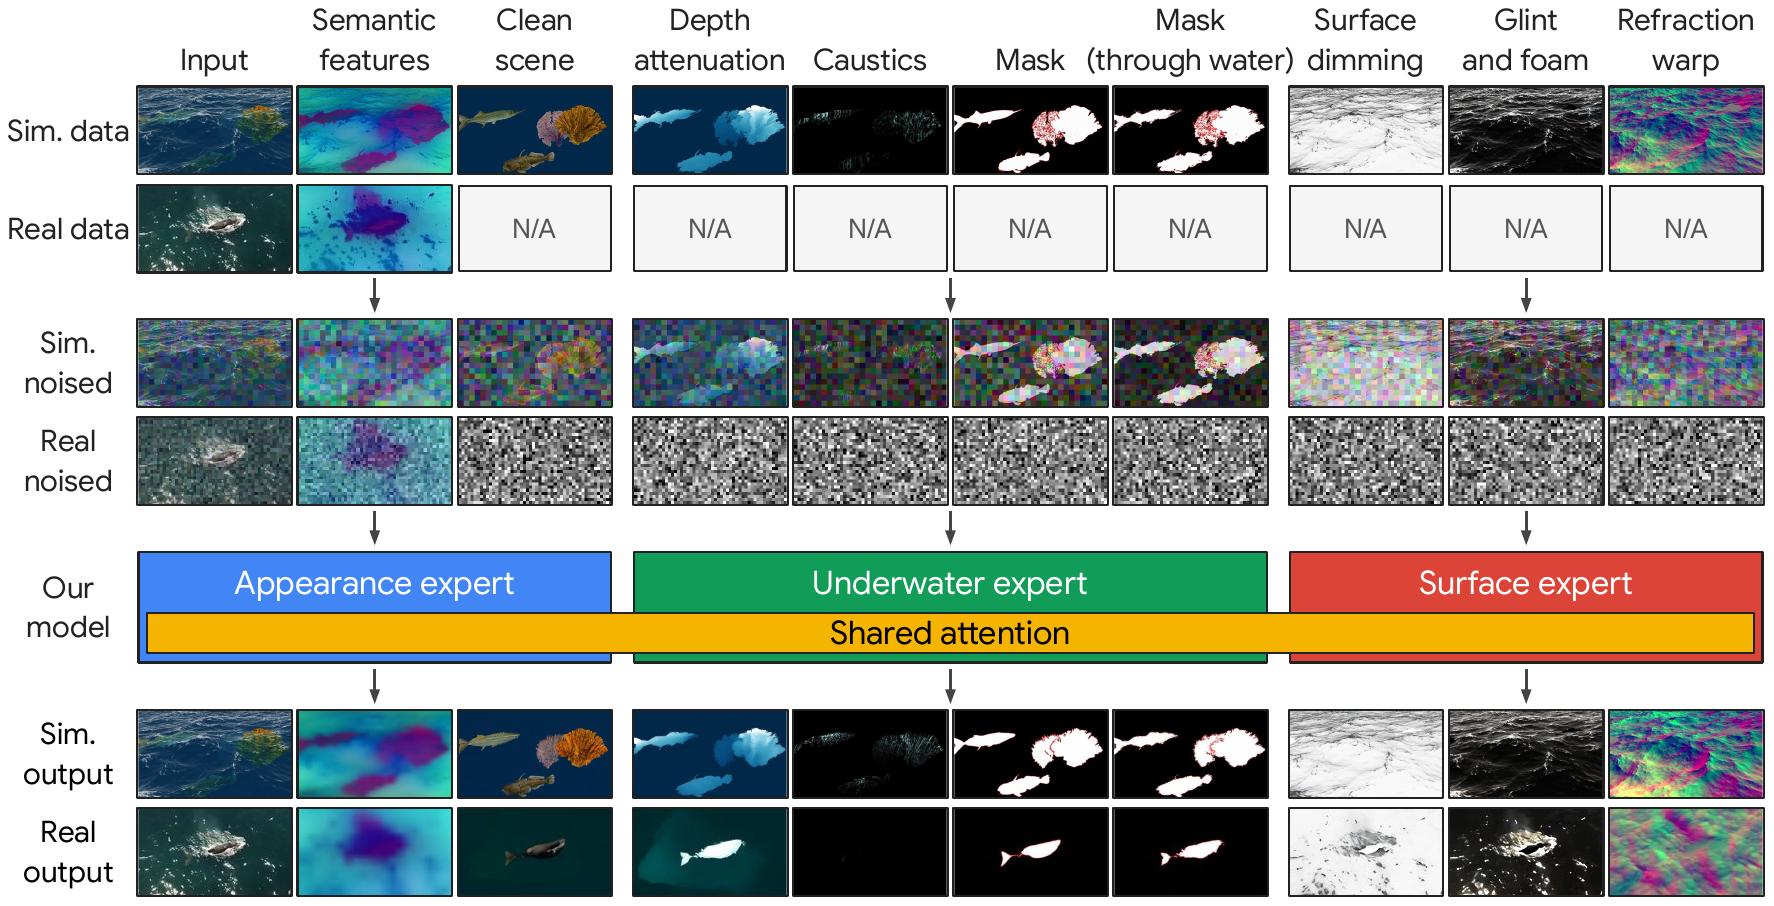 Input
Semantic
features
Clean
scene
Depth
attenuation
Caustics
Mask
Mask
(through water)
Surface
dimming
Glint
and foam
Refraction
warp
Sim. data
Real data
N/A
N/A
N/A
N/A
N/A
N/A
N/A
N/A
Sim.
noised
Real
noised
Our
model
Appearance expert
Underwater expert
Surface expert
Shared attention
Sim.
output
Real
output